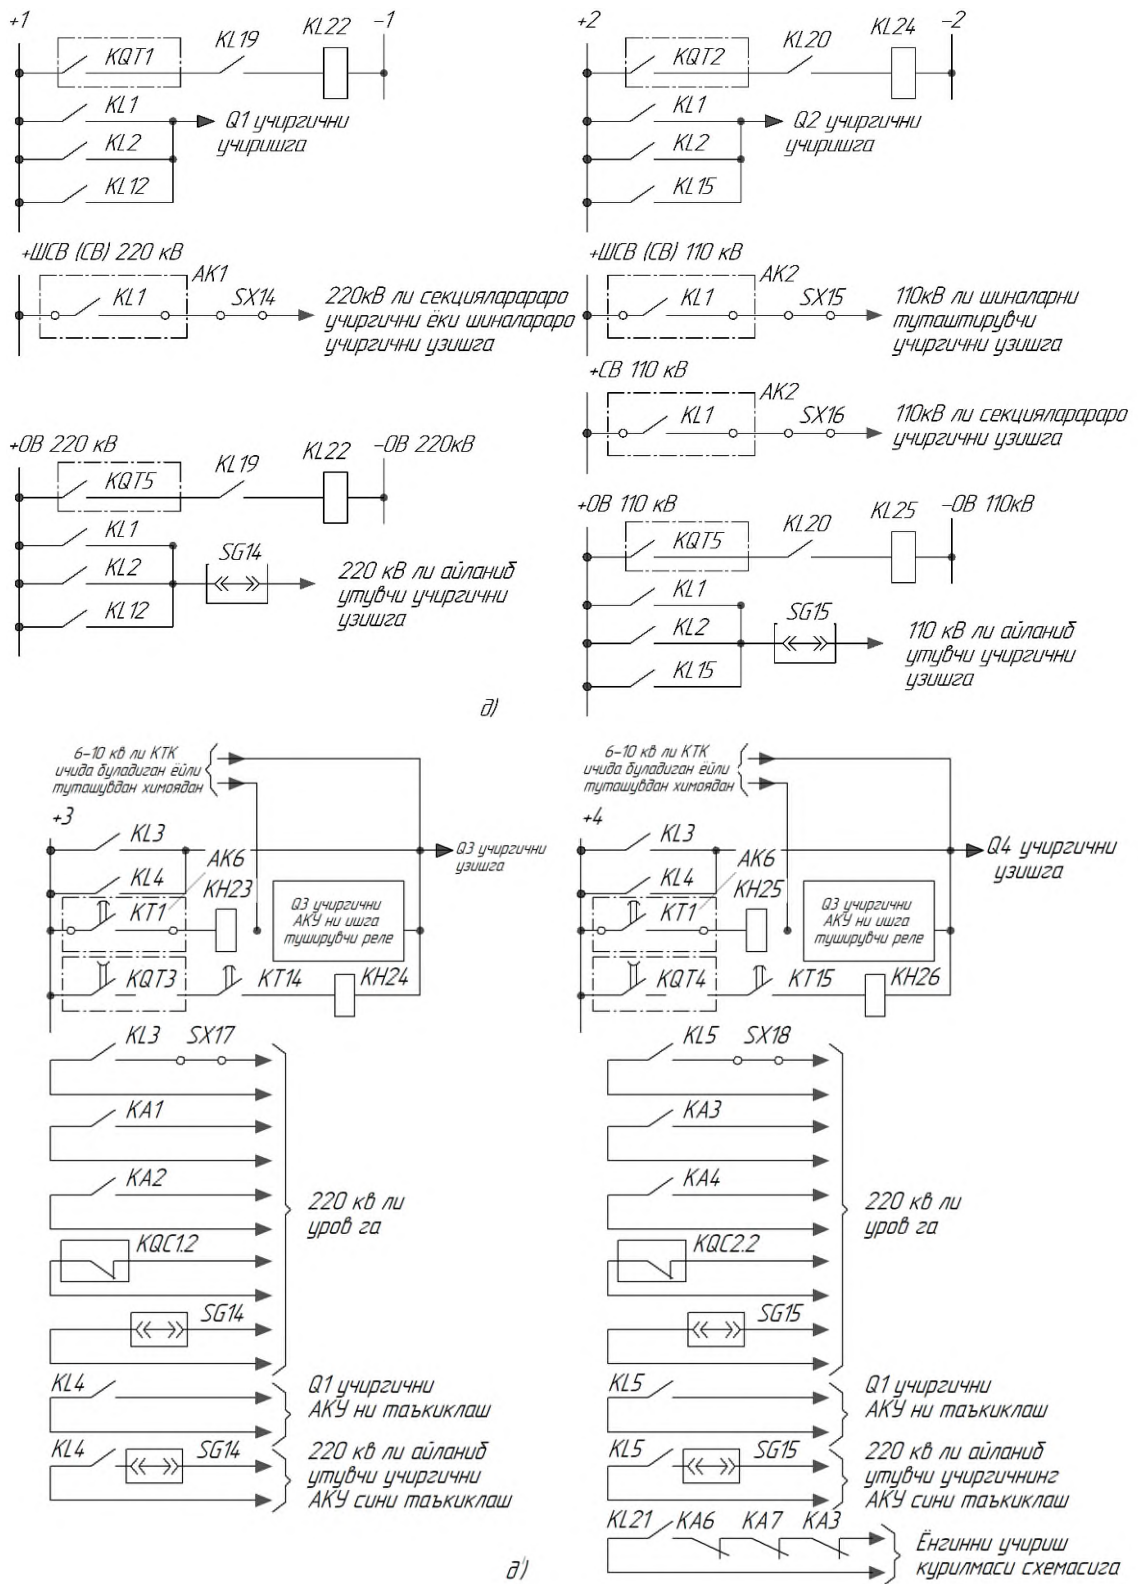 +1
KQT1
KL19
KL22
−1
KL1
KL2
KL12
Q1 учиргични
учиришга
+2
KQT2
KL20
KL24
−2
KL1
KL2
KL15
Q2 учиргични
учиришга
+ШСВ (СВ) 220 кВ
AK1
KL1
SX14
220кВ ли секциялараро
учиргични ёки шиналараро
учиргични узишга
+ШСВ (СВ) 110 кВ
AK2
KL1
SX15
110кВ ли шиналарни
туташтирувчи
учиргични узишга
+СВ 110 кВ
AK2
KL1
SX16
110кВ ли секциялараро
учиргични узишга
+ОВ 220 кВ
KQT5
KL19
KL22
−ОВ 220кВ
KL1
KL2
KL12
SG14
220 кВ ли айланиб
утувчи учиргични
узишга
+ОВ 110 кВ
KQT5
KL20
KL25
−ОВ 110кВ
KL1
KL2
KL15
SG15
110 кВ ли айланиб
утувчи учиргични
узишга
д)
6-10 кв ли КТК
ичида буладиган ёйли
туташувдан химоядан
+3
KL3
KL4
AK6
KT1
KH23
Q3 учиргични
узишга
Q3 учиргични
АКУ ни ишга
туширувчи реле
KQT3
KT14
KH24
6-10 кв ли КТК
ичида буладиган ёйли
туташувдан химоядан
+4
KL3
KL4
AK6
KT1
KH25
Q4 учиргични
узишга
Q3 учиргични
АКУ ни ишга
туширувчи реле
KQT4
KT15
KH26
KL3
SX17
KA1
KA2
KQC1.2
SG14
220 кв ли
уров га
KL4
Q1 учиргични
АКУ ни таъкиклаш
KL4
SG14
220 кв ли айланиб
утувчи учиргични
АКУ сини таъкиклаш
KL5
SX18
KA3
KA4
KQC2.2
SG15
220 кв ли
уров га
KL5
Q1 учиргични
АКУ ни таъкиклаш
KL5
SG15
220 кв ли айланиб
утувчи учиргичнинг
АКУ сини таъкиклаш
KL21
KA6
KA7
KA3
Ёнгинни учириш
курилмаси схемасига
д')